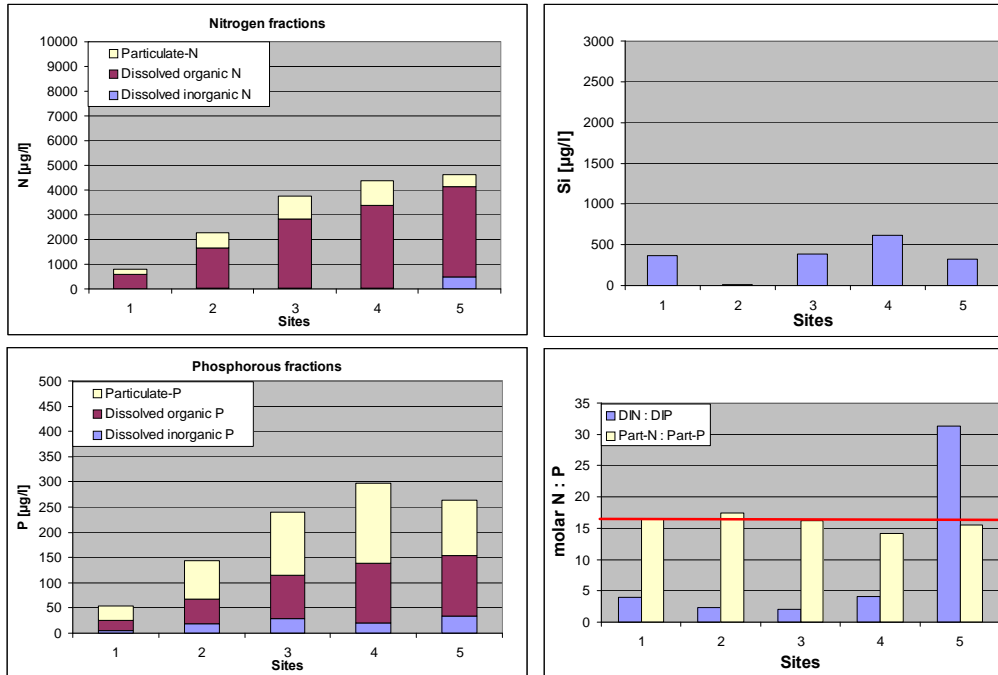 Nitrogen fractions
10000
9000
8000
7000
6000
5000
4000
3000
2000
1000
0
N [µg/l]
Particulate-N
Dissolved organic N
Dissolved inorganic N
1 2 3 4 5
Sites
3000
2500
2000
1500
1000
500
0
Si [µg/l]
1 2 3 4 5
Sites
Phosphorous fractions
500
450
400
350
300
250
200
150
100
50
0
P [µg/l]
Particulate-P
Dissolved organic P
Dissolved inorganic P
1 2 3 4 5
Sites
35
30
25
20
15
10
5
0
molar N : P
DIN : DIP
Part-N : Part-P
1 2 3 4 5
Sites